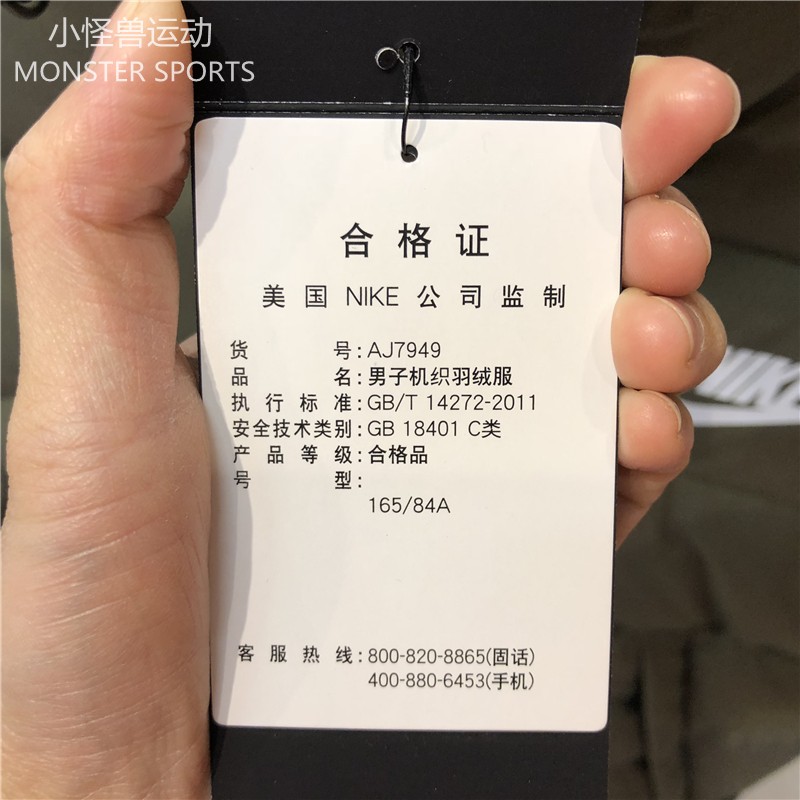 小怪兽运动
MONSTER SPORTS
合格证
美国 NIKE 公司监制
货号:AJ7949
品名:男子机织羽绒服
执行标准:GB/T 14272-2011
安全技术类别:GB 18401 C类
产品等级:合格品
号型:
165/84A
NIKE
客服热线:800-820-8865(固话)
400-880-6453(手机)